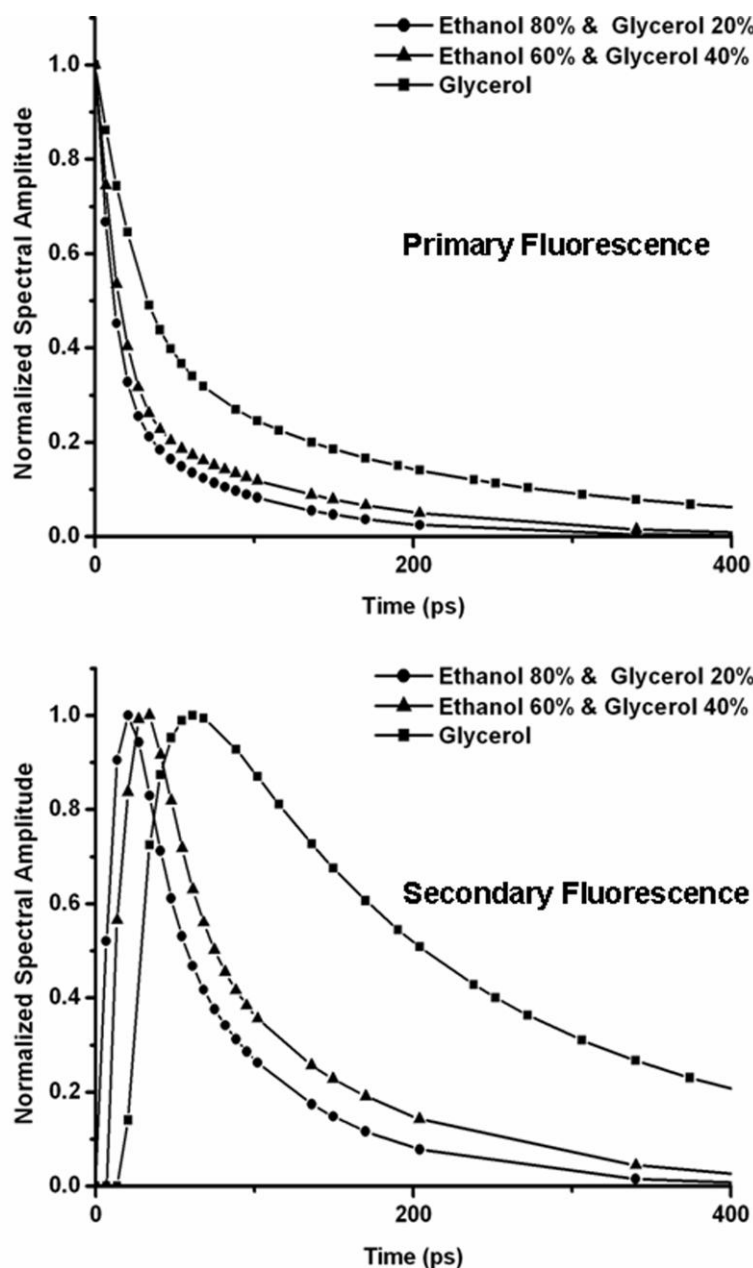 Ethanol 80% & Glycerol 20%
Ethanol 60% & Glycerol 40%
Glycerol
1.0
0.8
0.6
0.4
0.2
0.0
Normalized Spectral Amplitude
Primary Fluorescence
0
200
400
Time (ps)
Ethanol 80% & Glycerol 20%
Ethanol 60% & Glycerol 40%
Glycerol
1.0
0.8
0.6
0.4
0.2
0.0
Normalized Spectral Amplitude
Secondary Fluorescence
0
200
400
Time (ps)